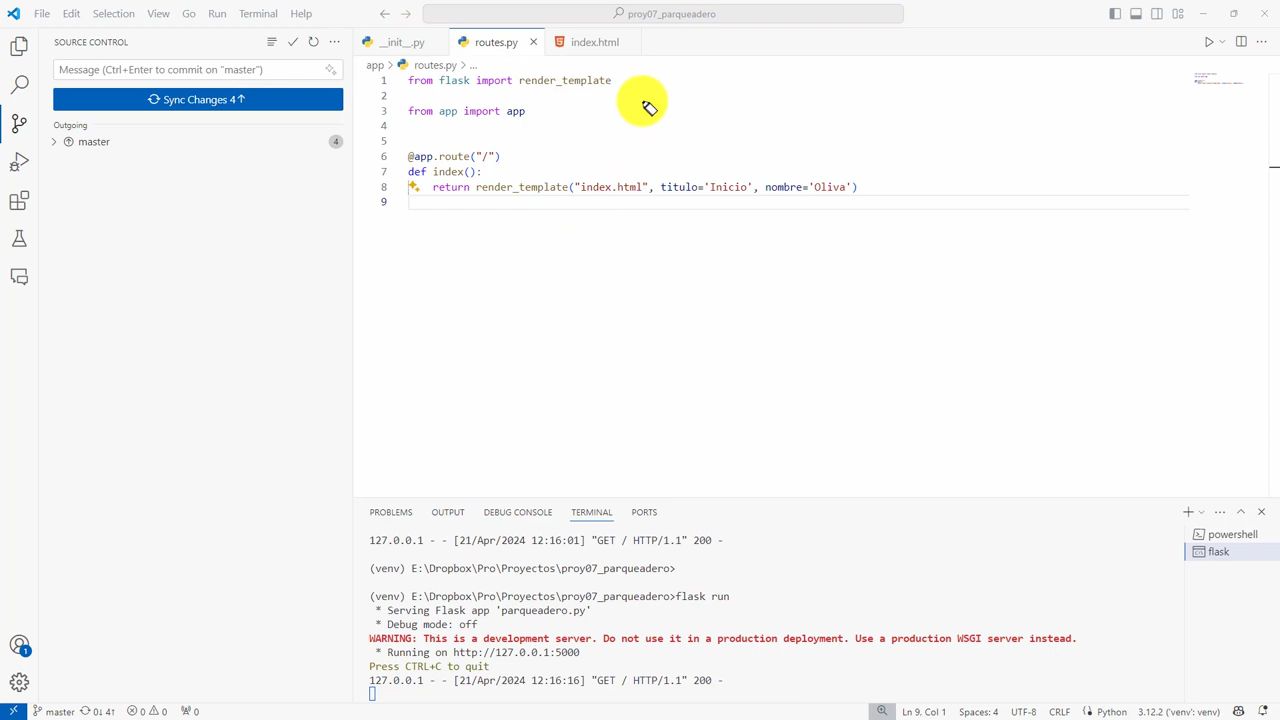 File Edit Selection View Go Run Terminal Help
proy07_parqueadero
SOURCE CONTROL
Message (Ctrl+Enter to commit on "master")
Sync Changes 4↑
Outgoing
master 4
1
__init__.py
routes.py
index.html
app > routes.py > ...
1 from flask import render_template
2
3 from app import app
4
5
6 @app.route("/")
7 def index():
8 return render_template("index.html", titulo='Inicio', nombre='Oliva')
9
PROBLEMS OUTPUT DEBUG CONSOLE TERMINAL PORTS
127.0.0.1 - - [21/Apr/2024 12:16:01] "GET / HTTP/1.1" 200 -
(venv) E:\Dropbox\Pro\Proyectos\proy07_parqueadero>
(venv) E:\Dropbox\Pro\Proyectos\proy07_parqueadero>flask run
* Serving Flask app 'parqueadero.py'
* Debug mode: off
WARNING: This is a development server. Do not use it in a production deployment. Use a production WSGI server instead.
* Running on http://127.0.0.1:5000
Press CTRL+C to quit
127.0.0.1 - - [21/Apr/2024 12:16:16] "GET / HTTP/1.1" 200 -
powershell
flask
master 0↓ 4↑ 0 0 0
Ln 9, Col 1 Spaces: 4 UTF-8 CRLF Python 3.12.2 ('venv': venv)